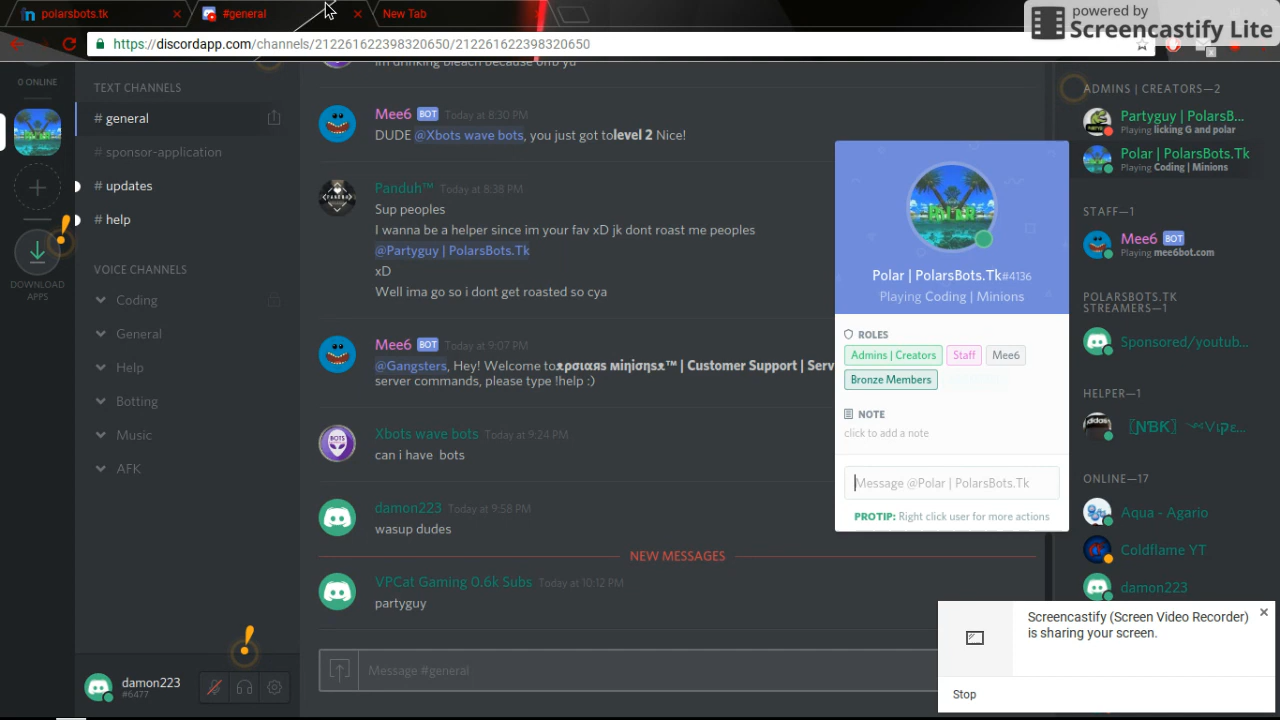 polarsbots.tk
#general
New Tab
powered by
Screencastify Lite
https://discordapp.com/channels/212261622398320650/212261622398320650
0 ONLINE
DOWNLOAD
APPS
TEXT CHANNELS
# general
# sponsor-application
# updates
# help
VOICE CHANNELS
Coding
General
Help
Botting
Music
AFK
damon223
#6477
Mee6 BOT Today at 8:30 PM
DUDE @Xbots wave bots, you just got tolevel 2 Nice!
Panduh™ Today at 8:38 PM
Sup peoples
I wanna be a helper since im your fav xD jk dont roast me peoples
@Partyguy | PolarsBots.Tk
xD
Well ima go so i dont get roasted so cya
Mee6 BOT Today at 9:07 PM
@Gangsters, Hey! Welcome to | Customer Support | Serv
server commands, please type !help :)
Xbots wave bots Today at 9:24 PM
can i have bots
damon223 Today at 9:58 PM
wasup dudes
NEW MESSAGES
VPCat Gaming 0.6k Subs Today at 10:12 PM
partyguy
Message #general
Polar | PolarsBots.Tk#4136
Playing Coding | Minions
ROLES
Admins | Creators
Staff
Mee6
Bronze Members
NOTE
click to add a note
Message @Polar | PolarsBots.Tk
PROTIP: Right click user for more actions
ADMINS | CREATORS—2
Partyguy | PolarsB...
Playing licking G and polar
Polar | PolarsBots.Tk
Playing Coding | Minions
STAFF—1
Mee6 BOT
Playing mee6bot.com
POLARSBOTS.TK
STREAMERS—1
Sponsored/youtub...
HELPER—1
ONLINE—17
Aqua - Agario
Coldflame YT
damon223
Screencastify (Screen Video Recorder)
is sharing your screen.
Stop